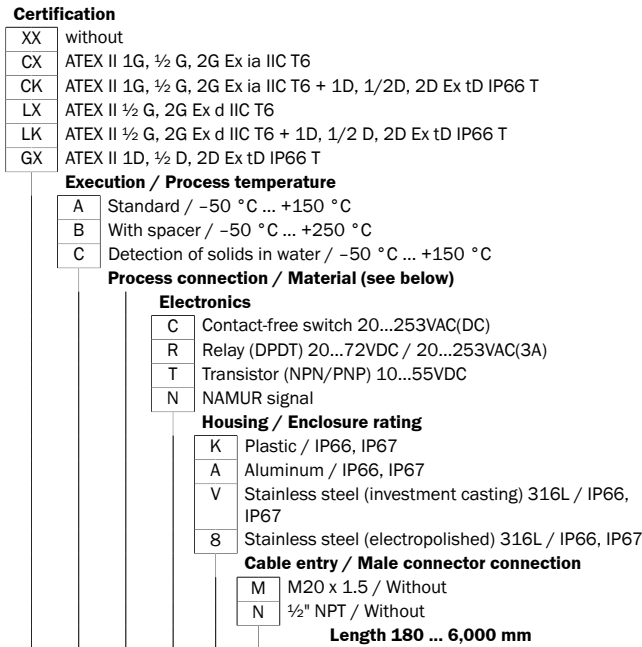 Certification
XX without
CX ATEX II 1G, ½ G, 2G Ex ia IIC T6
CK ATEX II 1G, ½ G, 2G Ex ia IIC T6 + 1D, 1/2D, 2D Ex tD IP66 T
LX ATEX II ½ G, 2G Ex d IIC T6
LK ATEX II ½ G, 2G Ex d IIC T6 + 1D, 1/2 D, 2D Ex tD IP66 T
GX ATEX II 1D, ½ D, 2D Ex tD IP66 T
Execution / Process temperature
A Standard / –50 °C ... +150 °C
B With spacer / –50 °C ... +250 °C
C Detection of solids in water / –50 °C ... +150 °C
Process connection / Material (see below)
Electronics
C Contact-free switch 20...253VAC(DC)
R Relay (DPDT) 20...72VDC / 20...253VAC(3A)
T Transistor (NPN/PNP) 10...55VDC
N NAMUR signal
Housing / Enclosure rating
K Plastic / IP66, IP67
A Aluminum / IP66, IP67
V Stainless steel (investment casting) 316L / IP66,
IP67
8 Stainless steel (electropolished) 316L / IP66, IP67
Cable entry / Male connector connection
M M20 x 1.5 / Without
N ½" NPT / Without
Length 180 ... 6,000 mm